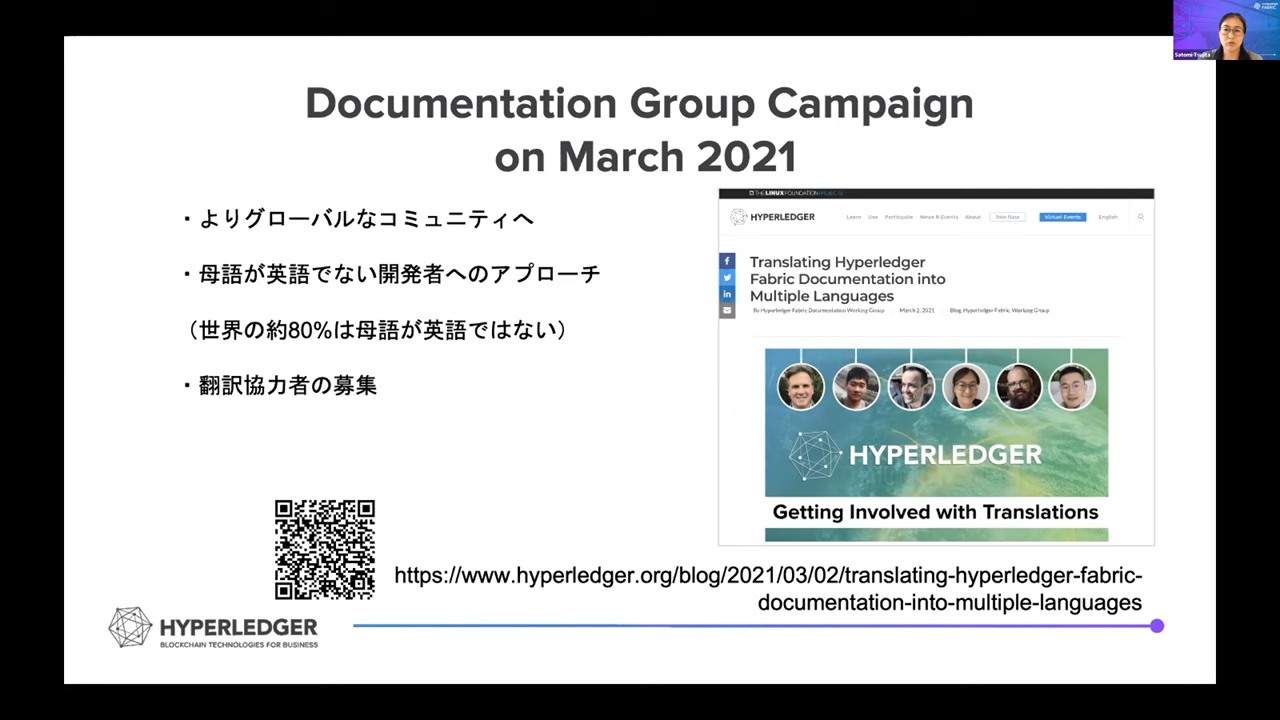 HYPERLEDGER
FABRIC
Satomi Tsujita
Documentation Group Campaign
on March 2021
・よりグローバルなコミュニティへ
・母語が英語でない開発者へのアプローチ
（世界の約80%は母語が英語ではない）
・翻訳協力者の募集
THE LINUX FOUNDATION PROJECTS
HYPERLEDGER
Learn Use Participate News & Events About Join Now Virtual Events English
Translating Hyperledger
Fabric Documentation into
Multiple Languages
By Hyperledger Fabric Documentation Working Group March 2, 2021 Blog, Hyperledger Fabric, Working Group
HYPERLEDGER
Getting Involved with Translations
https://www.hyperledger.org/blog/2021/03/02/translating-hyperledger-fabric-
documentation-into-multiple-languages
HYPERLEDGER
BLOCKCHAIN TECHNOLOGIES FOR BUSINESS